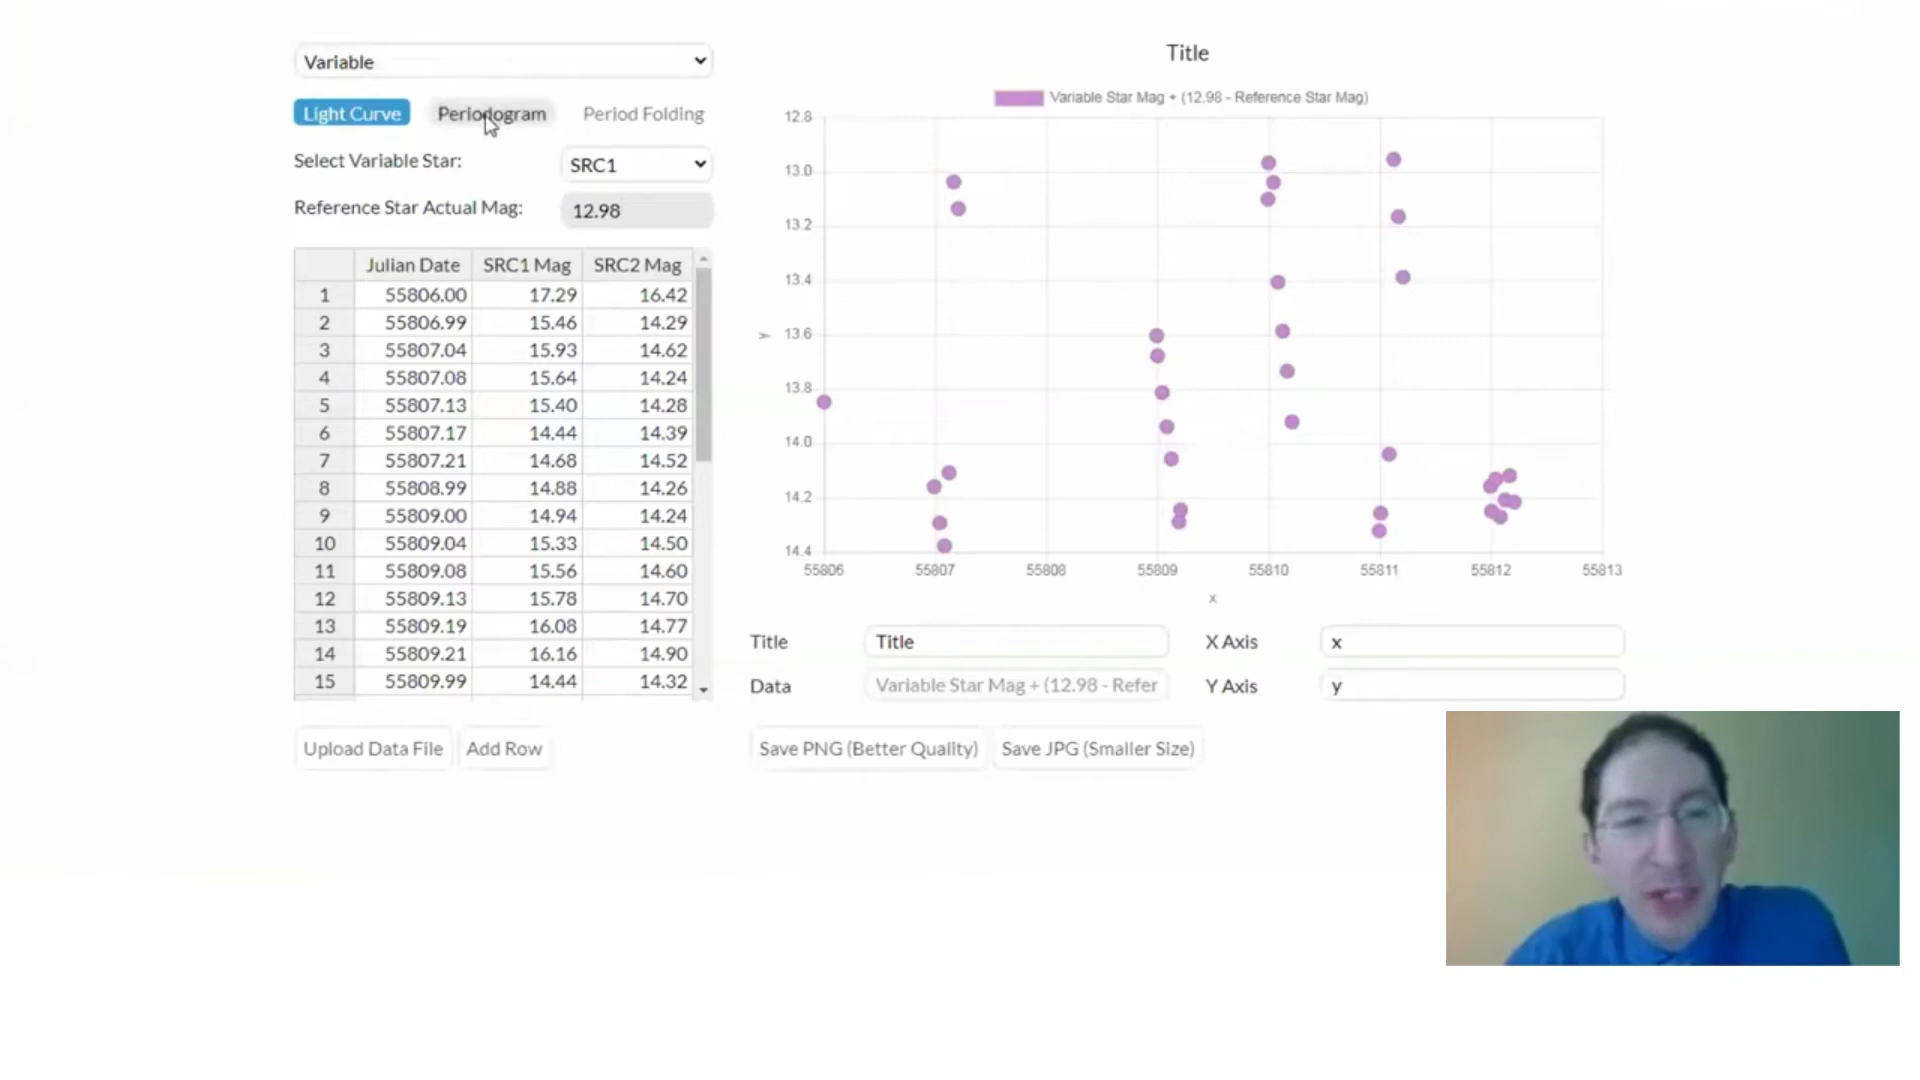 Variable
Light Curve Periodogram Period Folding
Select Variable Star: SRC1
Reference Star Actual Mag: 12.98
Julian Date SRC1 Mag SRC2 Mag
1 55806.00 17.29 16.42
2 55806.99 15.46 14.29
3 55807.04 15.93 14.62
4 55807.08 15.64 14.24
5 55807.13 15.40 14.28
6 55807.17 14.44 14.39
7 55807.21 14.68 14.52
8 55808.99 14.88 14.26
9 55809.00 14.94 14.24
10 55809.04 15.33 14.50
11 55809.08 15.56 14.60
12 55809.13 15.78 14.70
13 55809.19 16.08 14.77
14 55809.21 16.16 14.90
15 55809.99 14.44 14.32
Upload Data File Add Row
Title
Variable Star Mag + (12.98 - Reference Star Mag)
12.8
13.0
13.2
13.4
y
13.6
13.8
14.0
14.2
14.4
55806 55807 55808 55809 55810 55811 55812 55813
x
Title Title X Axis x
Data Variable Star Mag + (12.98 - Refer Y Axis y
Save PNG (Better Quality) Save JPG (Smaller Size)